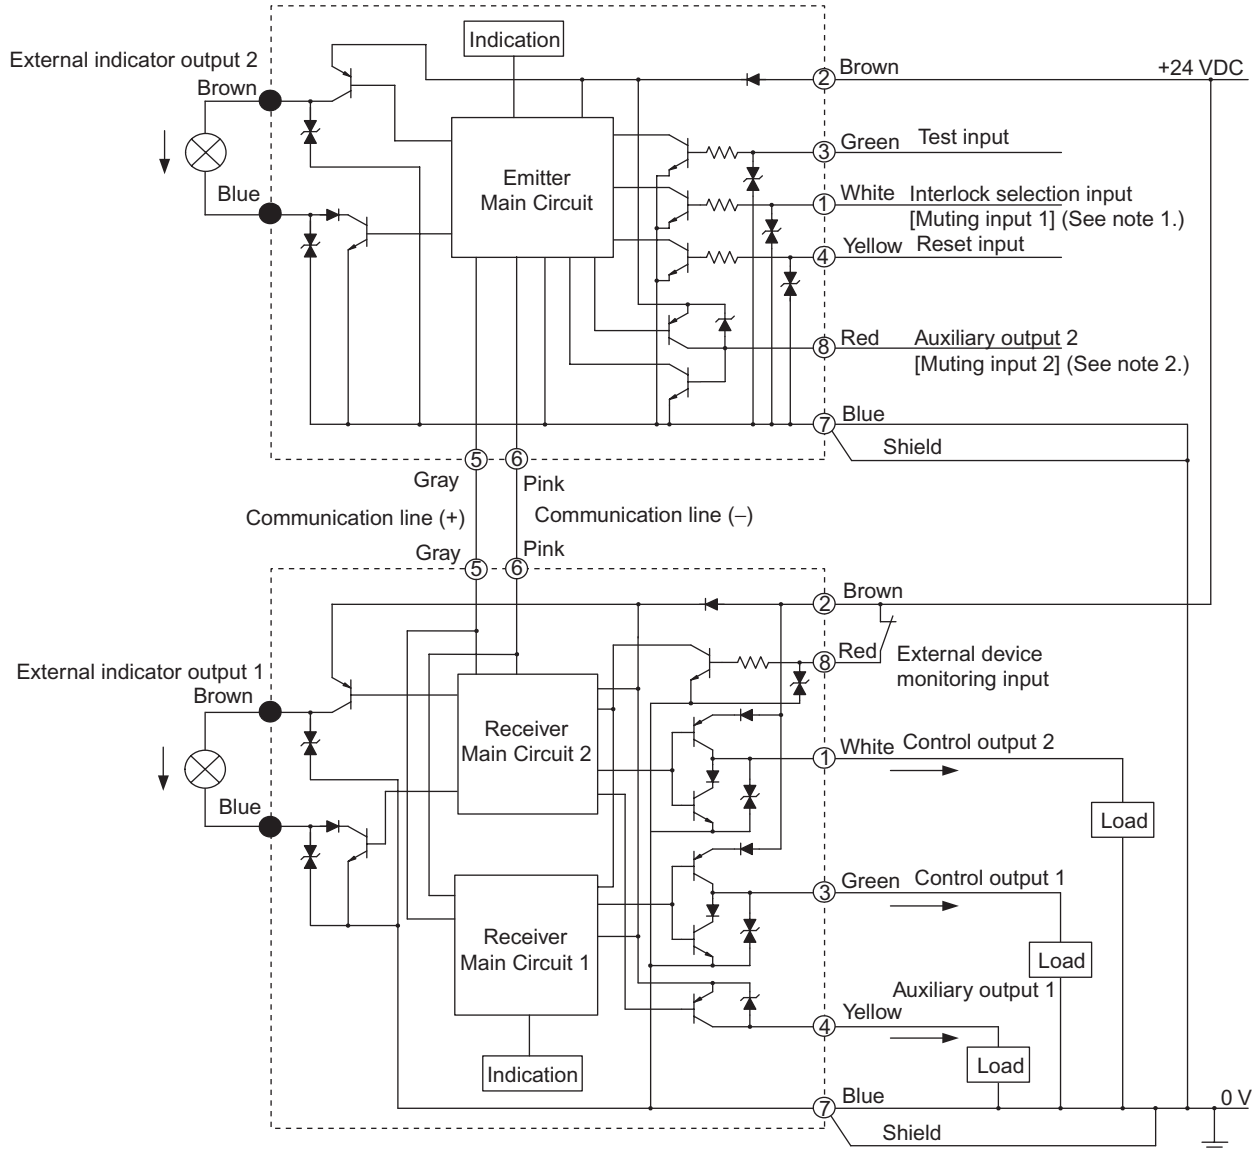 Indication
External indicator output 2
Brown
Blue
Emitter
Main Circuit
2 Brown
+24 VDC
3 Green Test input
1 White Interlock selection input
[Muting input 1] (See note 1.)
4 Yellow Reset input
8 Red Auxiliary output 2
[Muting input 2] (See note 2.)
7 Blue
Shield
5 6
Gray Pink
Communication line (+) Communication line (–)
Gray Pink
5 6
2 Brown
8 Red External device
monitoring input
External indicator output 1
Brown
Blue
Receiver
Main Circuit 2
1 White Control output 2
Load
3 Green Control output 1
Load
Receiver
Main Circuit 1
Auxiliary output 1
4 Yellow
Load
Indication
7 Blue
0 V
Shield